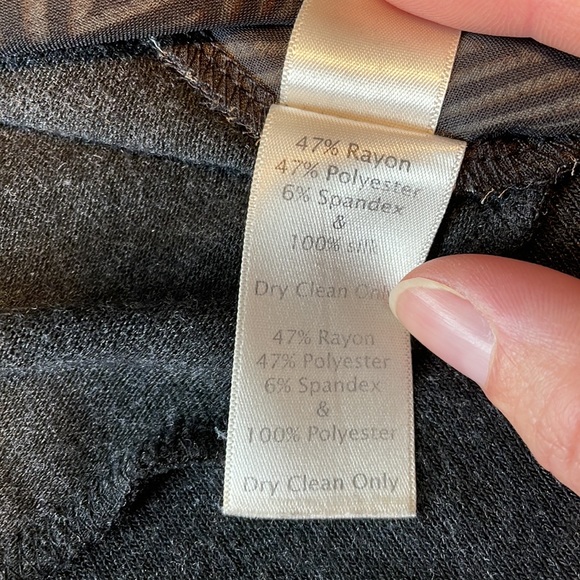 47% Rayon
47% Polyester
6% Spandex
&
100% silk
Dry Clean Only
47% Rayon
47% Polyester
6% Spandex
&
100% Polyester
Dry Clean Only